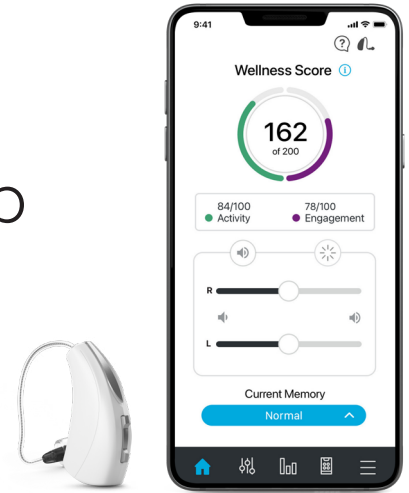 9:41
Wellness Score
162
of 200
84/100
Activity
78/100
Engagement
R
L
Current Memory
Normal